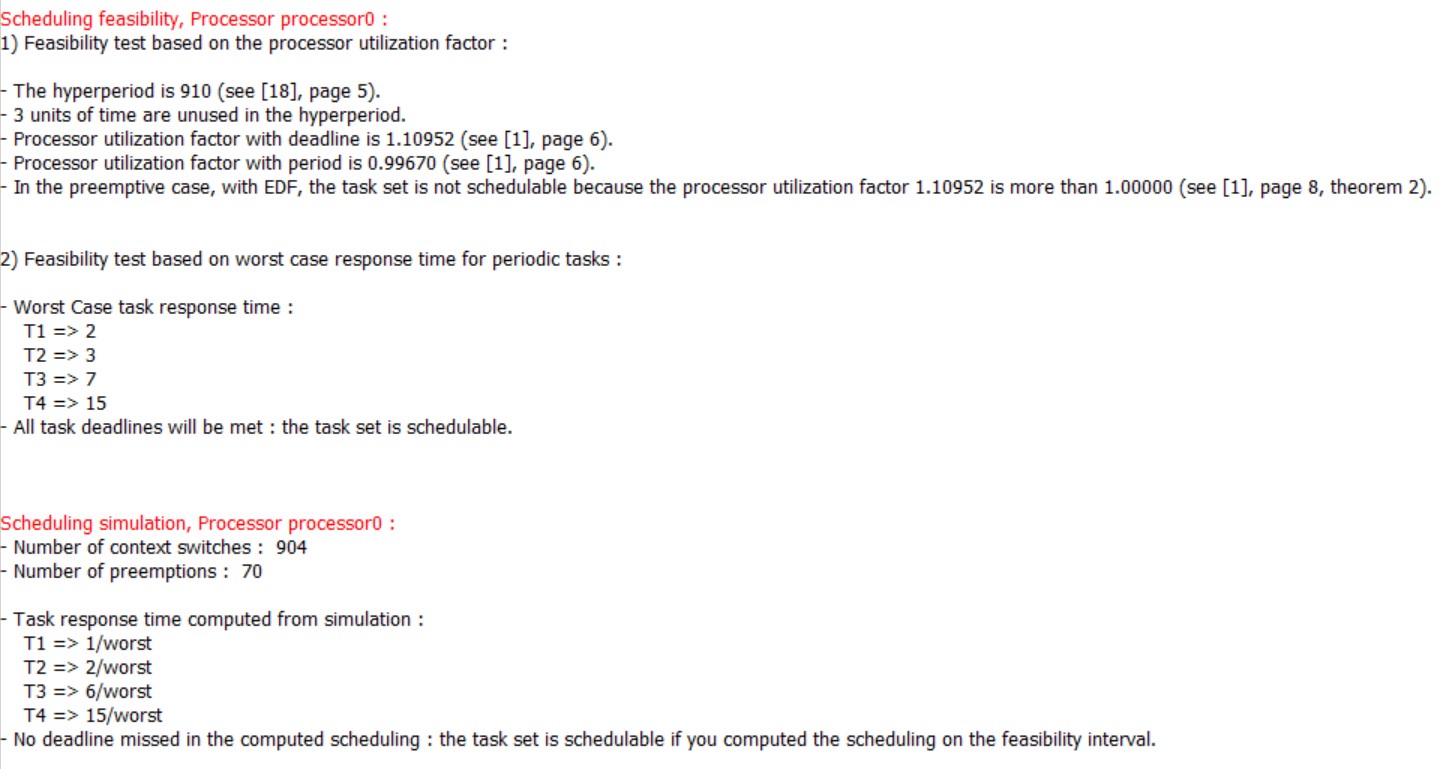 Scheduling feasibility, Processor processor0 :
1) Feasibility test based on the processor utilization factor :
- The hyperperiod is 910 (see [18], page 5).
- 3 units of time are unused in the hyperperiod.
- Processor utilization factor with deadline is 1.10952 (see [1], page 6).
- Processor utilization factor with period is 0.99670 (see [1], page 6).
- In the preemptive case, with EDF, the task set is not schedulable because the processor utilization factor 1.10952 is more than 1.00000 (see [1], page 8, theorem 2).
2) Feasibility test based on worst case response time for periodic tasks :
- Worst Case task response time :
T1 => 2
T2 => 3
T3 => 7
T4 => 15
- All task deadlines will be met : the task set is schedulable.
Scheduling simulation, Processor processor0 :
- Number of context switches :  904
- Number of preemptions :  70
- Task response time computed from simulation :
T1 => 1/worst
T2 => 2/worst
T3 => 6/worst
T4 => 15/worst
- No deadline missed in the computed scheduling : the task set is schedulable if you computed the scheduling on the feasibility interval.